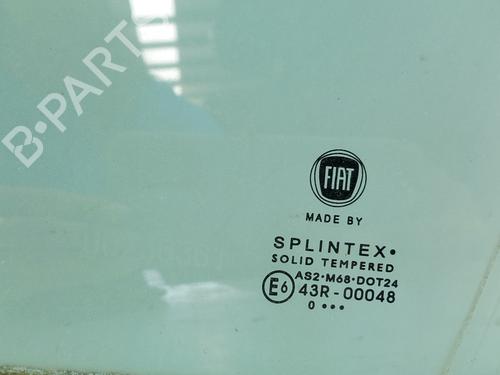 B-PARTS
FIAT
MADE BY
SPLINTEX•
SOLID TEMPERED
AS2•M68•DOT24
E6 43R-00048
0 •••